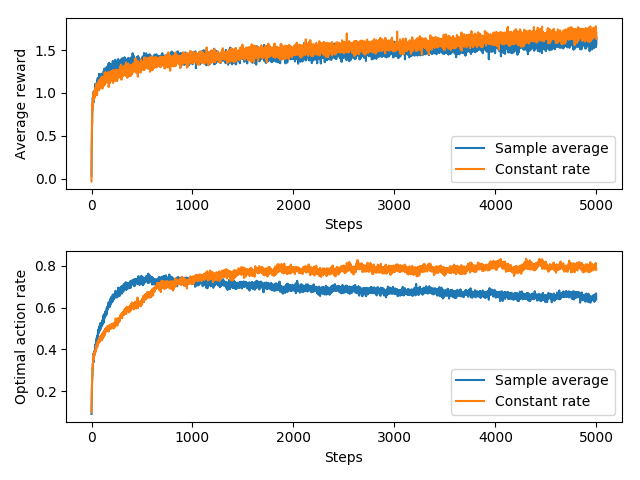 Average reward
1.5
1.0
0.5
0.0
Sample average
Constant rate
0 1000 2000 3000 4000 5000
Steps
Optimal action rate
0.8
0.6
0.4
0.2
Sample average
Constant rate
0 1000 2000 3000 4000 5000
Steps